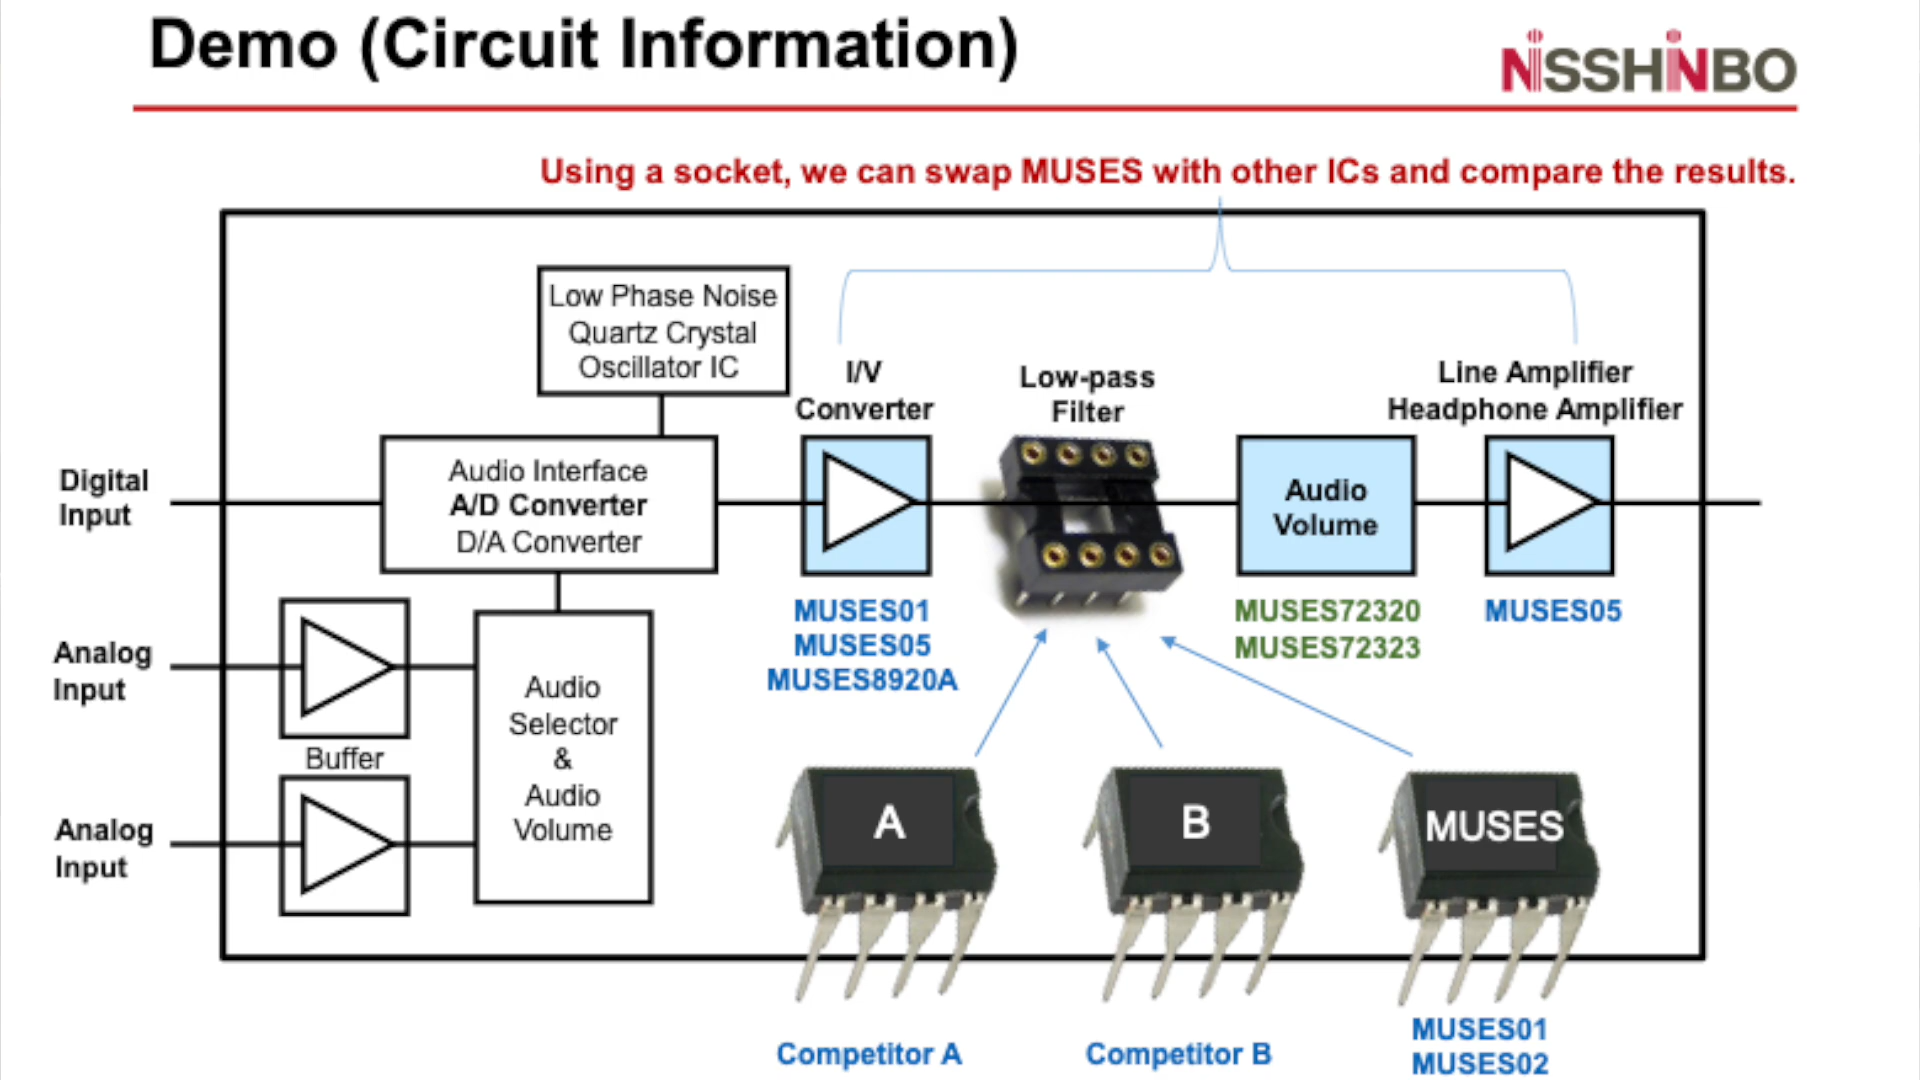 Demo (Circuit Information)
NISSHINBO
Using a socket, we can swap MUSES with other ICs and compare the results.
Low Phase Noise
Quartz Crystal
Oscillator IC
I/V
Converter
Low-pass
Filter
Line Amplifier
Headphone Amplifier
Digital
Input
Audio Interface
A/D Converter
D/A Converter
Audio
Volume
MUSES01
MUSES05
MUSES8920A
MUSES72320
MUSES72323
MUSES05
Analog
Input
Buffer
Audio
Selector
&
Audio
Volume
Analog
Input
A
B
MUSES
Competitor A
Competitor B
MUSES01
MUSES02